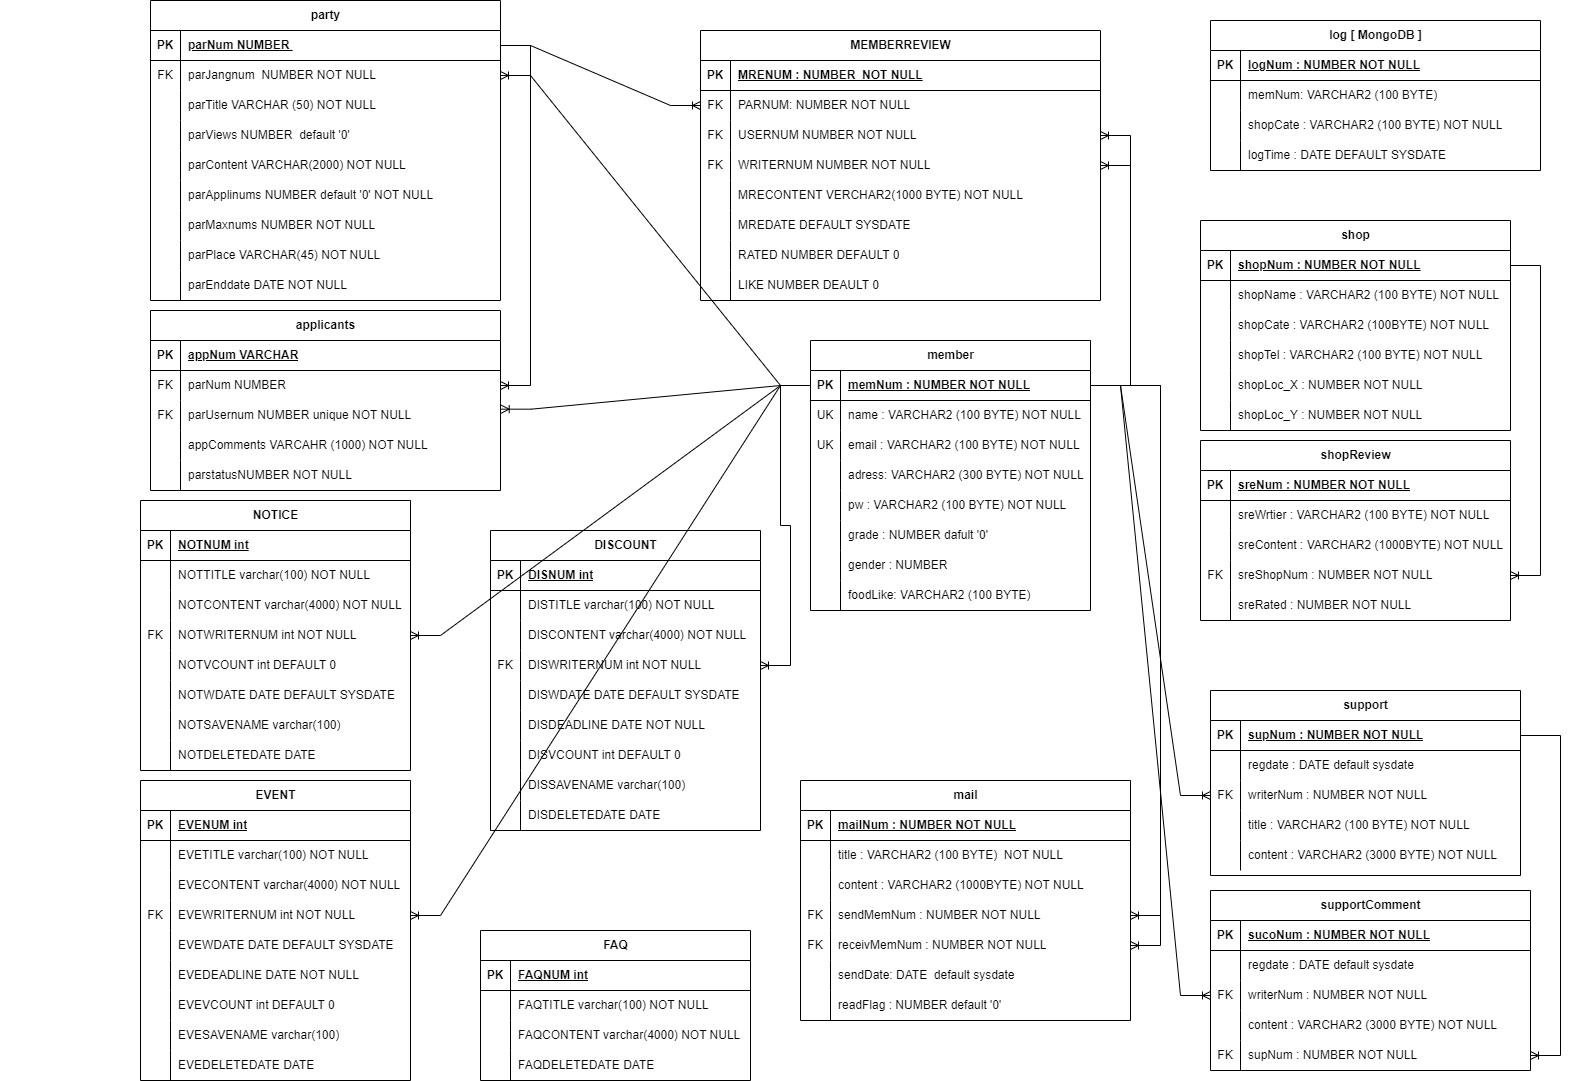 party
PK parNum NUMBER
FK parJangnum  NUMBER NOT NULL
parTitle VARCHAR (50) NOT NULL
parViews NUMBER  default '0'
parContent VARCHAR(2000) NOT NULL
parApplinums NUMBER default '0' NOT NULL
parMaxnums NUMBER NOT NULL
parPlace VARCHAR(45) NOT NULL
parEnddate DATE NOT NULL
applicants
PK appNum VARCHAR
FK parNum NUMBER
FK parUsernum NUMBER unique NOT NULL
appComments VARCAHR (1000) NOT NULL
parstatusNUMBER NOT NULL
NOTICE
PK NOTNUM int
NOTTITLE varchar(100) NOT NULL
NOTCONTENT varchar(4000) NOT NULL
FK NOTWRITERNUM int NOT NULL
NOTVCOUNT int DEFAULT 0
NOTWDATE DATE DEFAULT SYSDATE
NOTSAVENAME varchar(100)
NOTDELETEDATE DATE
EVENT
PK EVENUM int
EVETITLE varchar(100) NOT NULL
EVECONTENT varchar(4000) NOT NULL
FK EVEWRITERNUM int NOT NULL
EVEWDATE DATE DEFAULT SYSDATE
EVEDEADLINE DATE NOT NULL
EVEVCOUNT int DEFAULT 0
EVESAVENAME varchar(100)
EVEDELETEDATE DATE
MEMBERREVIEW
PK MRENUM : NUMBER  NOT NULL
FK PARNUM: NUMBER NOT NULL
FK USERNUM NUMBER NOT NULL
FK WRITERNUM NUMBER NOT NULL
MRECONTENT VERCHAR2(1000 BYTE) NOT NULL
MREDATE DEFAULT SYSDATE
RATED NUMBER DEFAULT 0
LIKE NUMBER DEAULT 0
member
PK memNum : NUMBER NOT NULL
UK name : VARCHAR2 (100 BYTE) NOT NULL
UK email : VARCHAR2 (100 BYTE) NOT NULL
adress: VARCHAR2 (300 BYTE) NOT NULL
pw : VARCHAR2 (100 BYTE) NOT NULL
grade : NUMBER dafult '0'
gender : NUMBER
foodLike: VARCHAR2 (100 BYTE)
DISCOUNT
PK DISNUM int
DISTITLE varchar(100) NOT NULL
DISCONTENT varchar(4000) NOT NULL
FK DISWRITERNUM int NOT NULL
DISWDATE DATE DEFAULT SYSDATE
DISDEADLINE DATE NOT NULL
DISVCOUNT int DEFAULT 0
DISSAVENAME varchar(100)
DISDELETEDATE DATE
FAQ
PK FAQNUM int
FAQTITLE varchar(100) NOT NULL
FAQCONTENT varchar(4000) NOT NULL
FAQDELETEDATE DATE
mail
PK mailNum : NUMBER NOT NULL
title : VARCHAR2 (100 BYTE)  NOT NULL
content : VARCHAR2 (1000BYTE) NOT NULL
FK sendMemNum : NUMBER NOT NULL
FK receivMemNum : NUMBER NOT NULL
sendDate: DATE  default sysdate
readFlag : NUMBER default '0'
log [ MongoDB ]
PK logNum : NUMBER NOT NULL
memNum: VARCHAR2 (100 BYTE)
shopCate : VARCHAR2 (100 BYTE) NOT NULL
logTime : DATE DEFAULT SYSDATE
shop
PK shopNum : NUMBER NOT NULL
shopName : VARCHAR2 (100 BYTE) NOT NULL
shopCate : VARCHAR2 (100BYTE) NOT NULL
shopTel : VARCHAR2 (100 BYTE) NOT NULL
shopLoc_X : NUMBER NOT NULL
shopLoc_Y : NUMBER NOT NULL
shopReview
PK sreNum : NUMBER NOT NULL
sreWrtier : VARCHAR2 (100 BYTE) NOT NULL
sreContent : VARCHAR2 (1000BYTE) NOT NULL
FK sreShopNum : NUMBER NOT NULL
sreRated : NUMBER NOT NULL
support
PK supNum : NUMBER NOT NULL
regdate : DATE default sysdate
FK writerNum : NUMBER NOT NULL
title : VARCHAR2 (100 BYTE) NOT NULL
content : VARCHAR2 (3000 BYTE) NOT NULL
supportComment
PK sucoNum : NUMBER NOT NULL
regdate : DATE default sysdate
FK writerNum : NUMBER NOT NULL
content : VARCHAR2 (3000 BYTE) NOT NULL
FK supNum : NUMBER NOT NULL